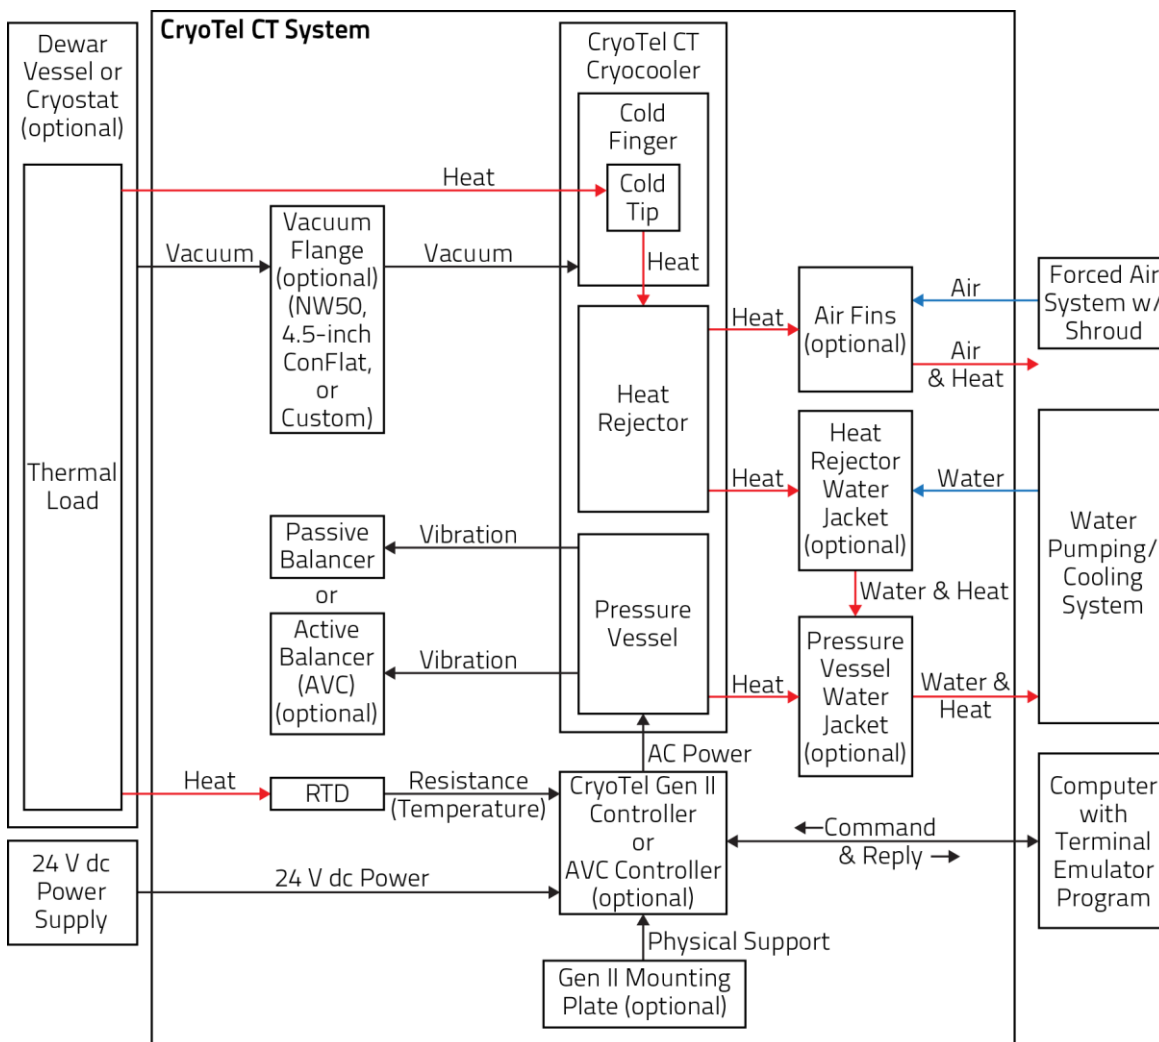 CryoTel CT System
Dewar
Vessel or
Cryostat
(optional)
Thermal
Load
CryoTel CT
Cryocooler
Cold
Finger
Cold
Tip
Heat
Heat
Vacuum
Vacuum
Flange
(optional)
(NW50,
4.5-inch
ConFlat,
or
Custom)
Vacuum
Heat
Rejector
Heat
Air Fins
(optional)
Air
Air
& Heat
Forced Air
System w/
Shroud
Heat
Heat
Rejector
Water
Jacket
(optional)
Water
Water
Pumping/
Cooling
System
Water & Heat
Passive
Balancer
or
Active
Balancer
(AVC)
(optional)
Vibration
Vibration
Pressure
Vessel
Heat
Pressure
Vessel
Water
Jacket
(optional)
Water &
Heat
AC Power
Heat
RTD
Resistance
(Temperature)
CryoTel Gen II
Controller
or
AVC Controller
(optional)
←Command
& Reply →
Computer
with
Terminal
Emulator
Program
24 V dc
Power
Supply
24 V dc Power
Physical Support
Gen II Mounting
Plate (optional)